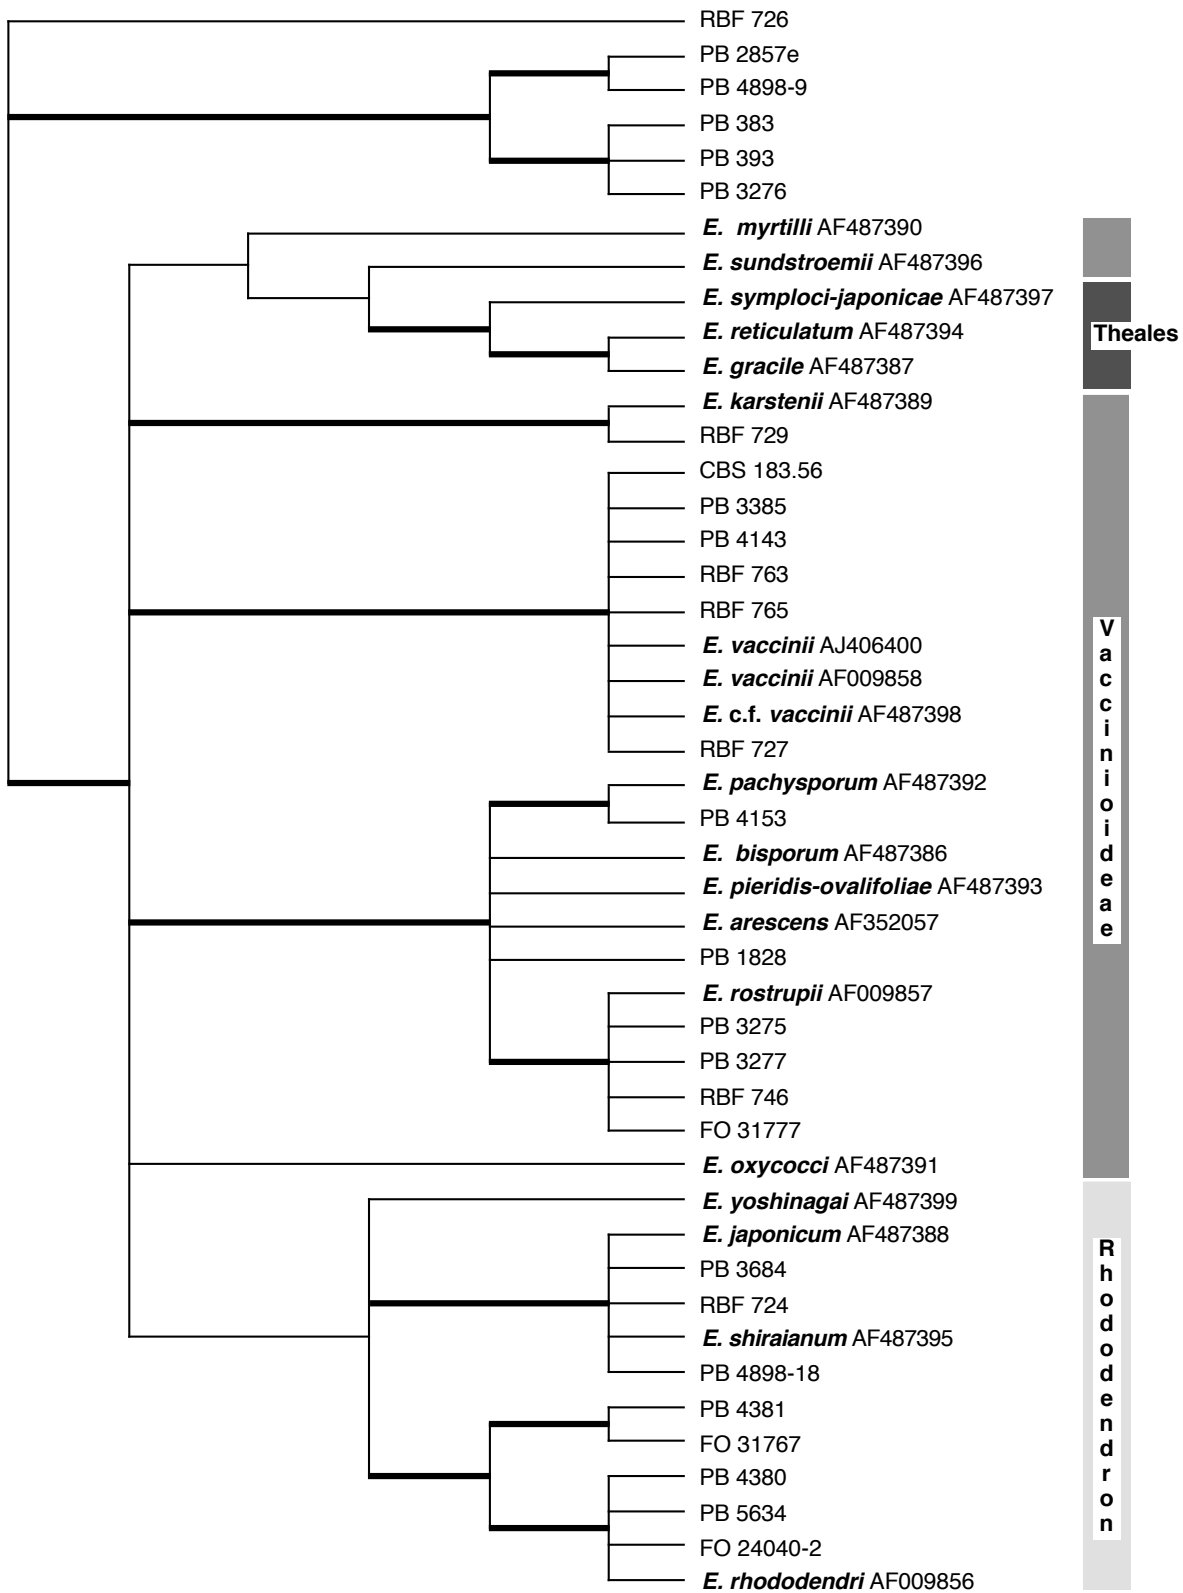 RBF 726
PB 2857e
PB 4898-9
PB 383
PB 393
PB 3276
E. myrtilli AF487390
E. sundstroemii AF487396
E. symploci-japonicae AF487397
E. reticulatum AF487394
Theales
E. gracile AF487387
E. karstenii AF487389
RBF 729
CBS 183.56
PB 3385
PB 4143
RBF 763
RBF 765
E. vaccinii AJ406400
E. vaccinii AF009858
E. c.f. vaccinii AF487398
RBF 727
E. pachysporum AF487392
PB 4153
E. bisporum AF487386
E. pieridis-ovalifoliae AF487393
E. arescens AF352057
PB 1828
E. rostrupii AF009857
PB 3275
PB 3277
RBF 746
FO 31777
E. oxycocci AF487391
Vaccinioideae
E. yoshinagai AF487399
E. japonicum AF487388
PB 3684
RBF 724
E. shiraianum AF487395
PB 4898-18
PB 4381
FO 31767
PB 4380
PB 5634
FO 24040-2
E. rhododendri AF009856
Rhododendron